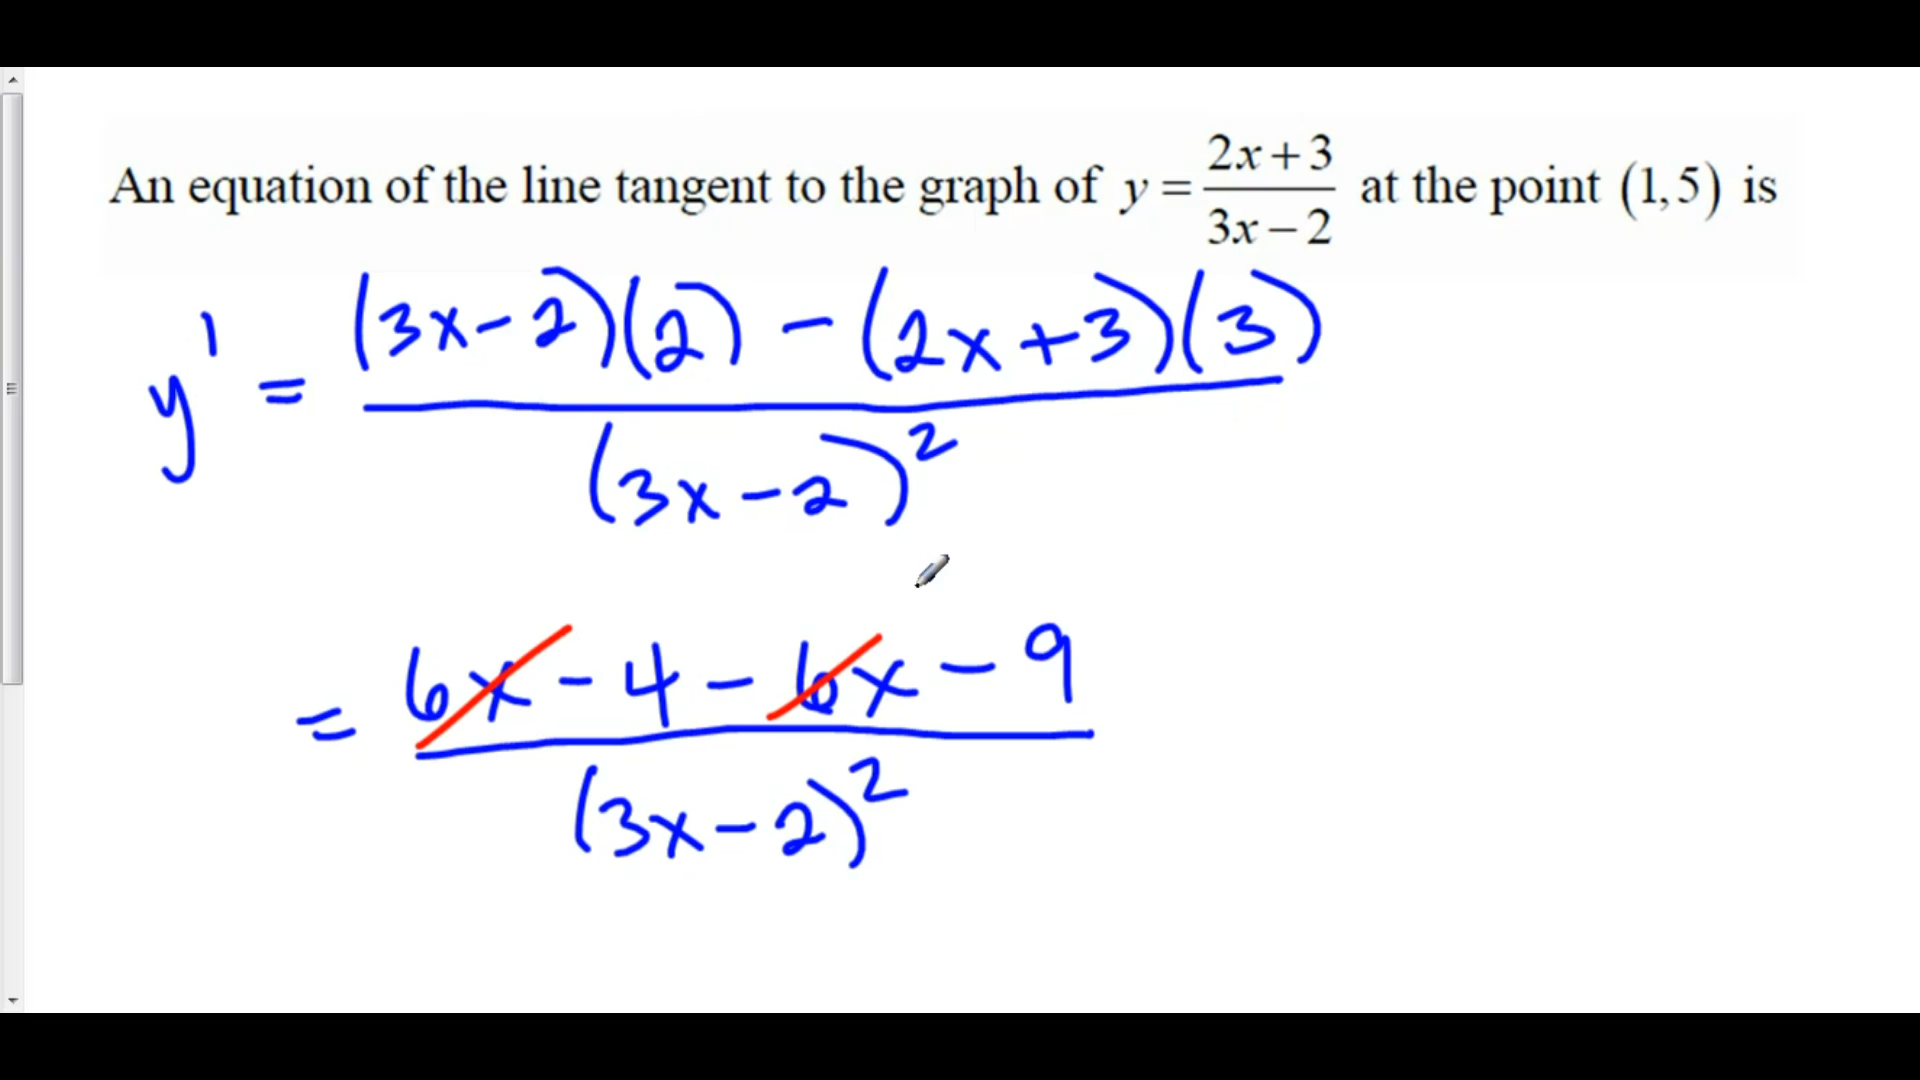 An equation of the line tangent to the graph of y = (2x + 3)/(3x − 2) at the point (1, 5) is
y' = ((3x − 2)(2) − (2x + 3)(3))/(3x − 2)²
= (6x − 4 − 6x − 9)/(3x − 2)²